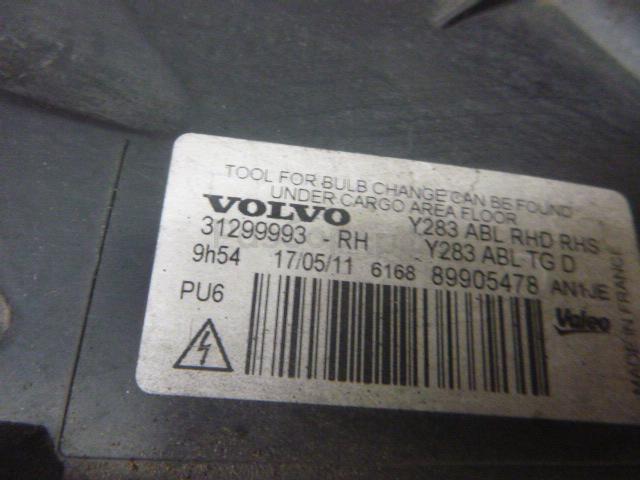 TOOL FOR BULB CHANGE CAN BE FOUND
UNDER CARGO AREA FLOOR
VOLVO Y283 ABL RHD RHS
31299993 - RH Y283 ABL TG D
9h54 17/05/11 6168 89905478 AN1JE
PU6
Valeo
MADE IN FRANCE